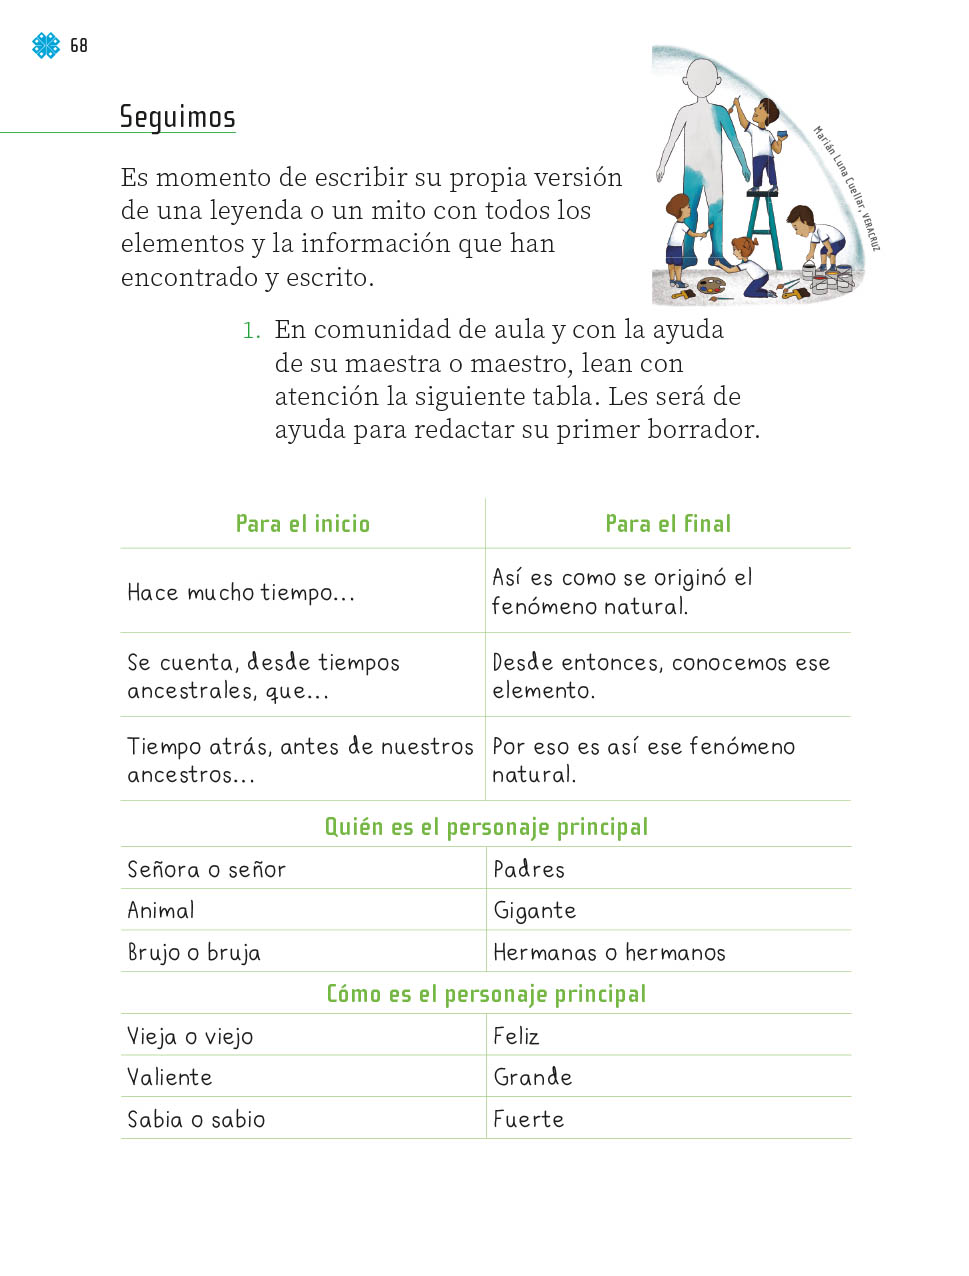 68
Seguimos
Es momento de escribir su propia versión
de una leyenda o un mito con todos los
elementos y la información que han
encontrado y escrito.
Marián Luna Cuellar, VERACRUZ
1. En comunidad de aula y con la ayuda
de su maestra o maestro, lean con
atención la siguiente tabla. Les será de
ayuda para redactar su primer borrador.
Para el inicio
Para el final
Hace mucho tiempo...
Así es como se originó el
fenómeno natural.
Se cuenta, desde tiempos
ancestrales, que...
Desde entonces, conocemos ese
elemento.
Tiempo atrás, antes de nuestros
ancestros...
Por eso es así ese fenómeno
natural.
Quién es el personaje principal
Señora o señor
Padres
Animal
Gigante
Brujo o bruja
Hermanas o hermanos
Cómo es el personaje principal
Vieja o viejo
Feliz
Valiente
Grande
Sabia o sabio
Fuerte